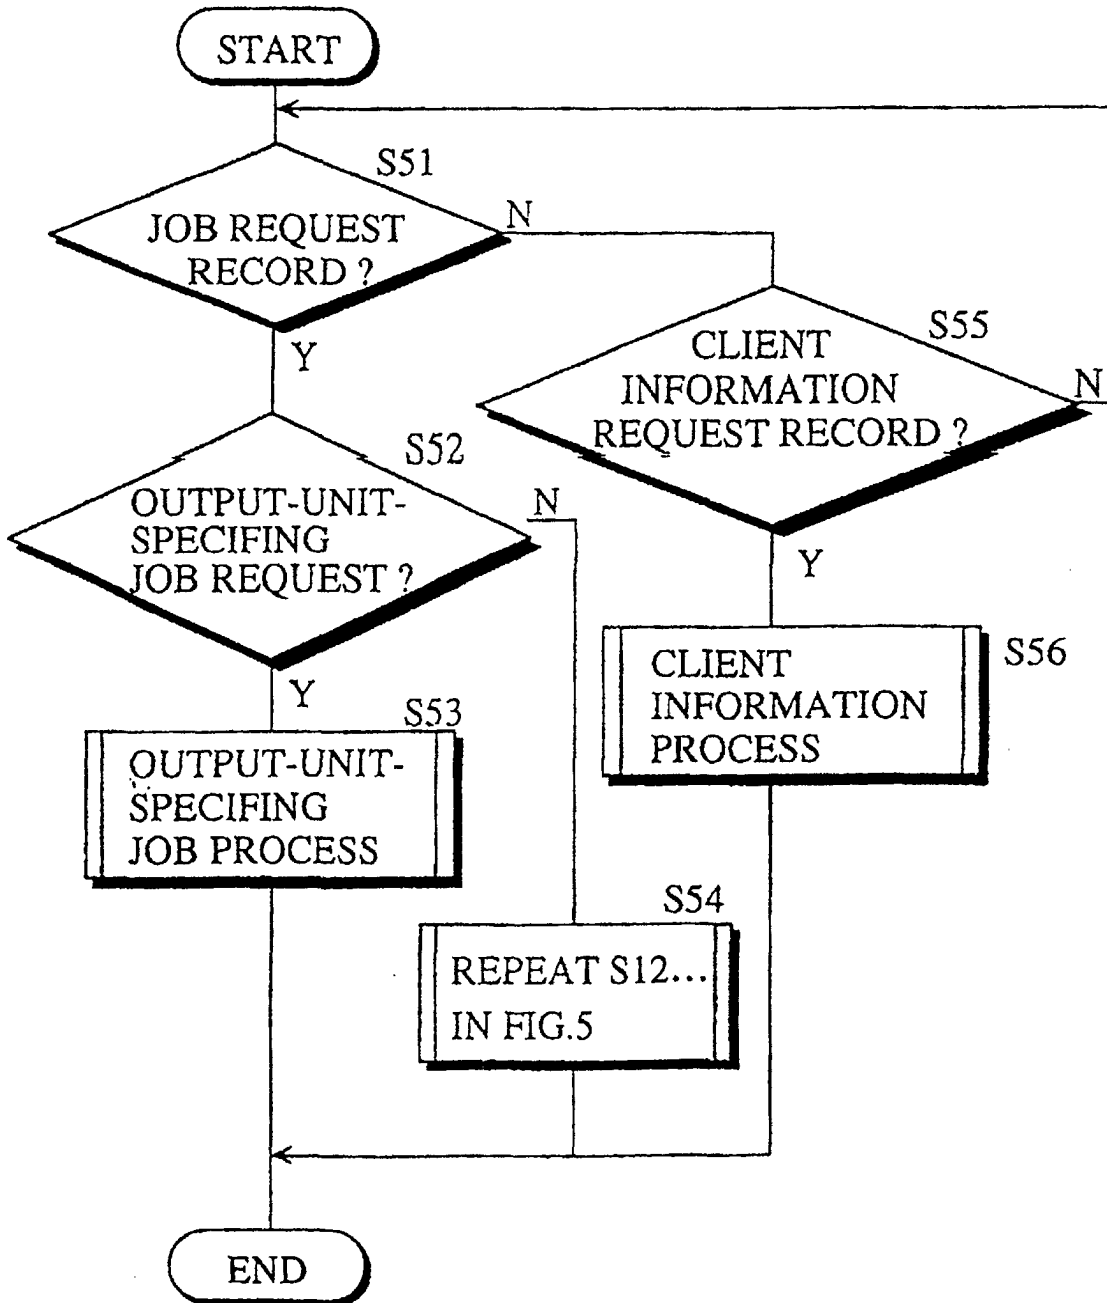 START
S51
JOB REQUEST
RECORD ?
N
Y
S55
CLIENT
INFORMATION
REQUEST RECORD ?
N
Y
S52
OUTPUT-UNIT-
SPECIFING
JOB REQUEST ?
N
Y
S56
CLIENT
INFORMATION
PROCESS
S53
OUTPUT-UNIT-
SPECIFING
JOB PROCESS
S54
REPEAT S12...
IN FIG.5
END